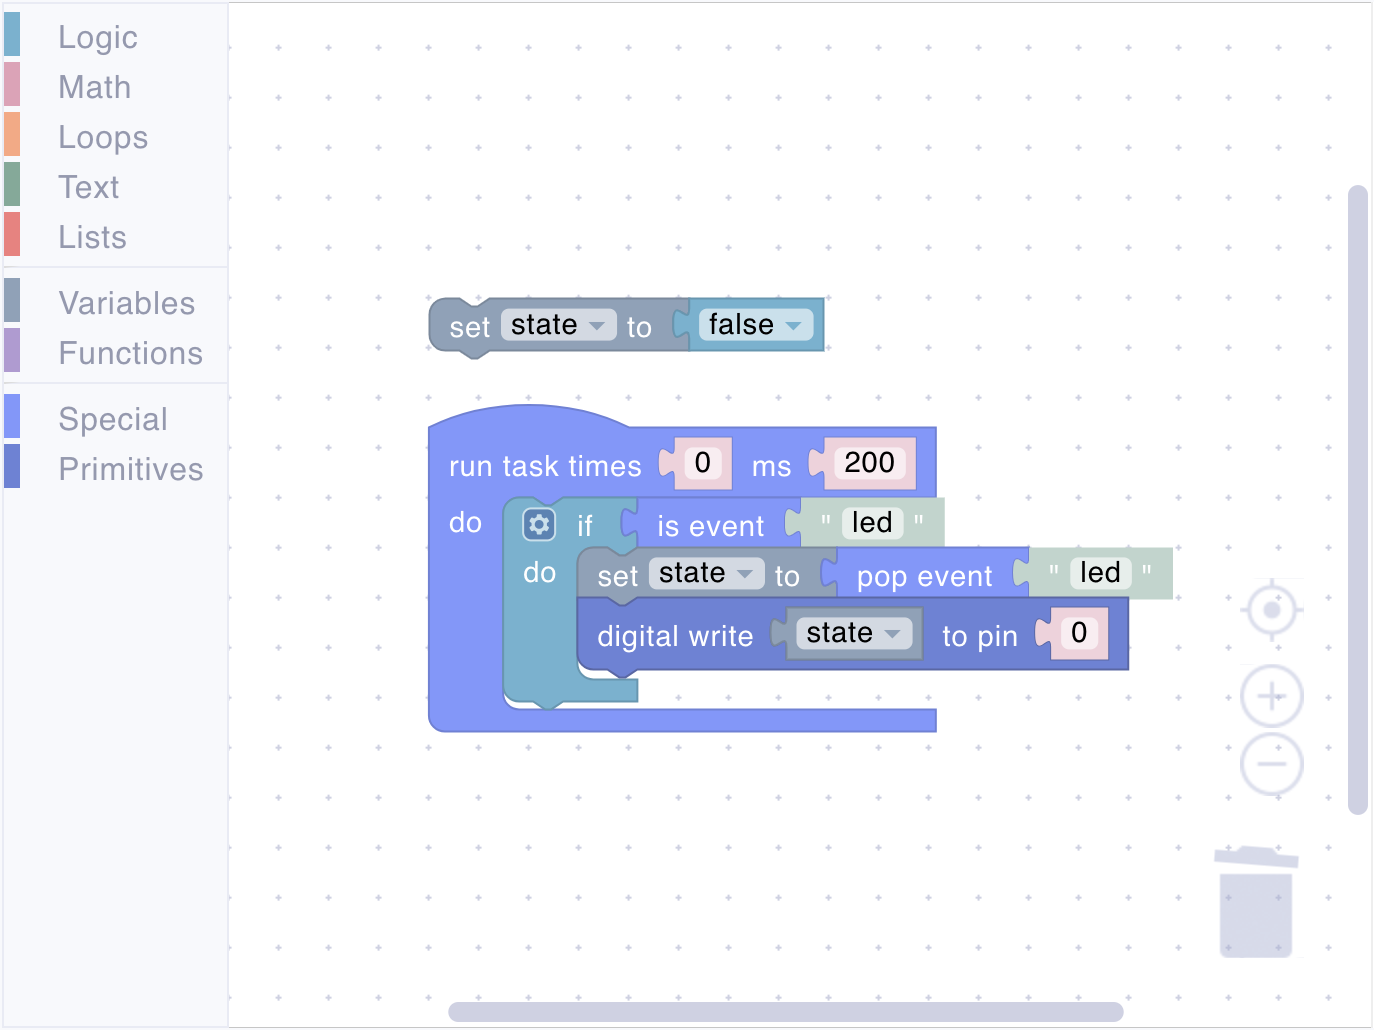 Logic
Math
Loops
Text
Lists
Variables
Functions
Special
Primitives
set state to false
run task times 0 ms 200
do if is event " led "
do set state to pop event " led "
digital write state to pin 0